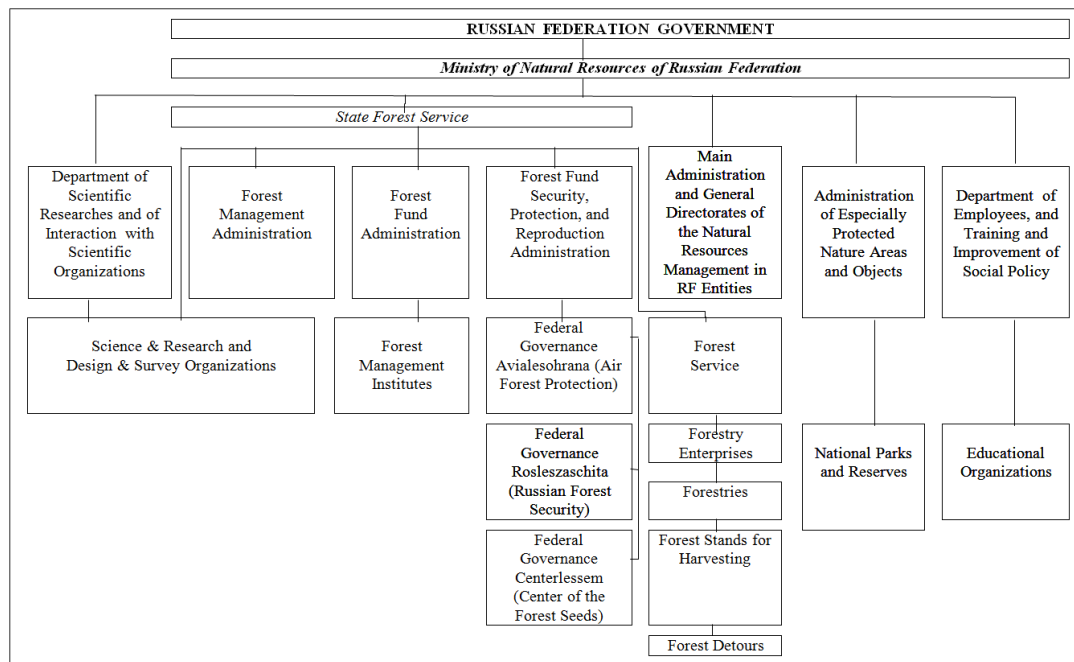 RUSSIAN FEDERATION GOVERNMENT
Ministry of Natural Resources of Russian Federation
State Forest Service
Department of
Scientific
Researches and of
Interaction with
Scientific
Organizations
Forest
Management
Administration
Forest
Fund
Administration
Forest Fund
Security,
Protection, and
Reproduction
Administration
Main
Administration
and General
Directorates of
the Natural
Resources
Management in
RF Entities
Administration
of Especially
Protected
Nature Areas
and Objects
Department of
Employees, and
Training and
Improvement of
Social Policy
Science & Research and
Design & Survey Organizations
Forest
Management
Institutes
Federal
Governance
Avialesohrana (Air
Forest Protection)
Forest
Service
Federal
Governance
Rosleszaschita
(Russian Forest
Security)
Forestry
Enterprises
National Parks
and Reserves
Educational
Organizations
Forestries
Federal
Governance
Centerlessem
(Center of the
Forest Seeds)
Forest Stands for
Harvesting
Forest Detours